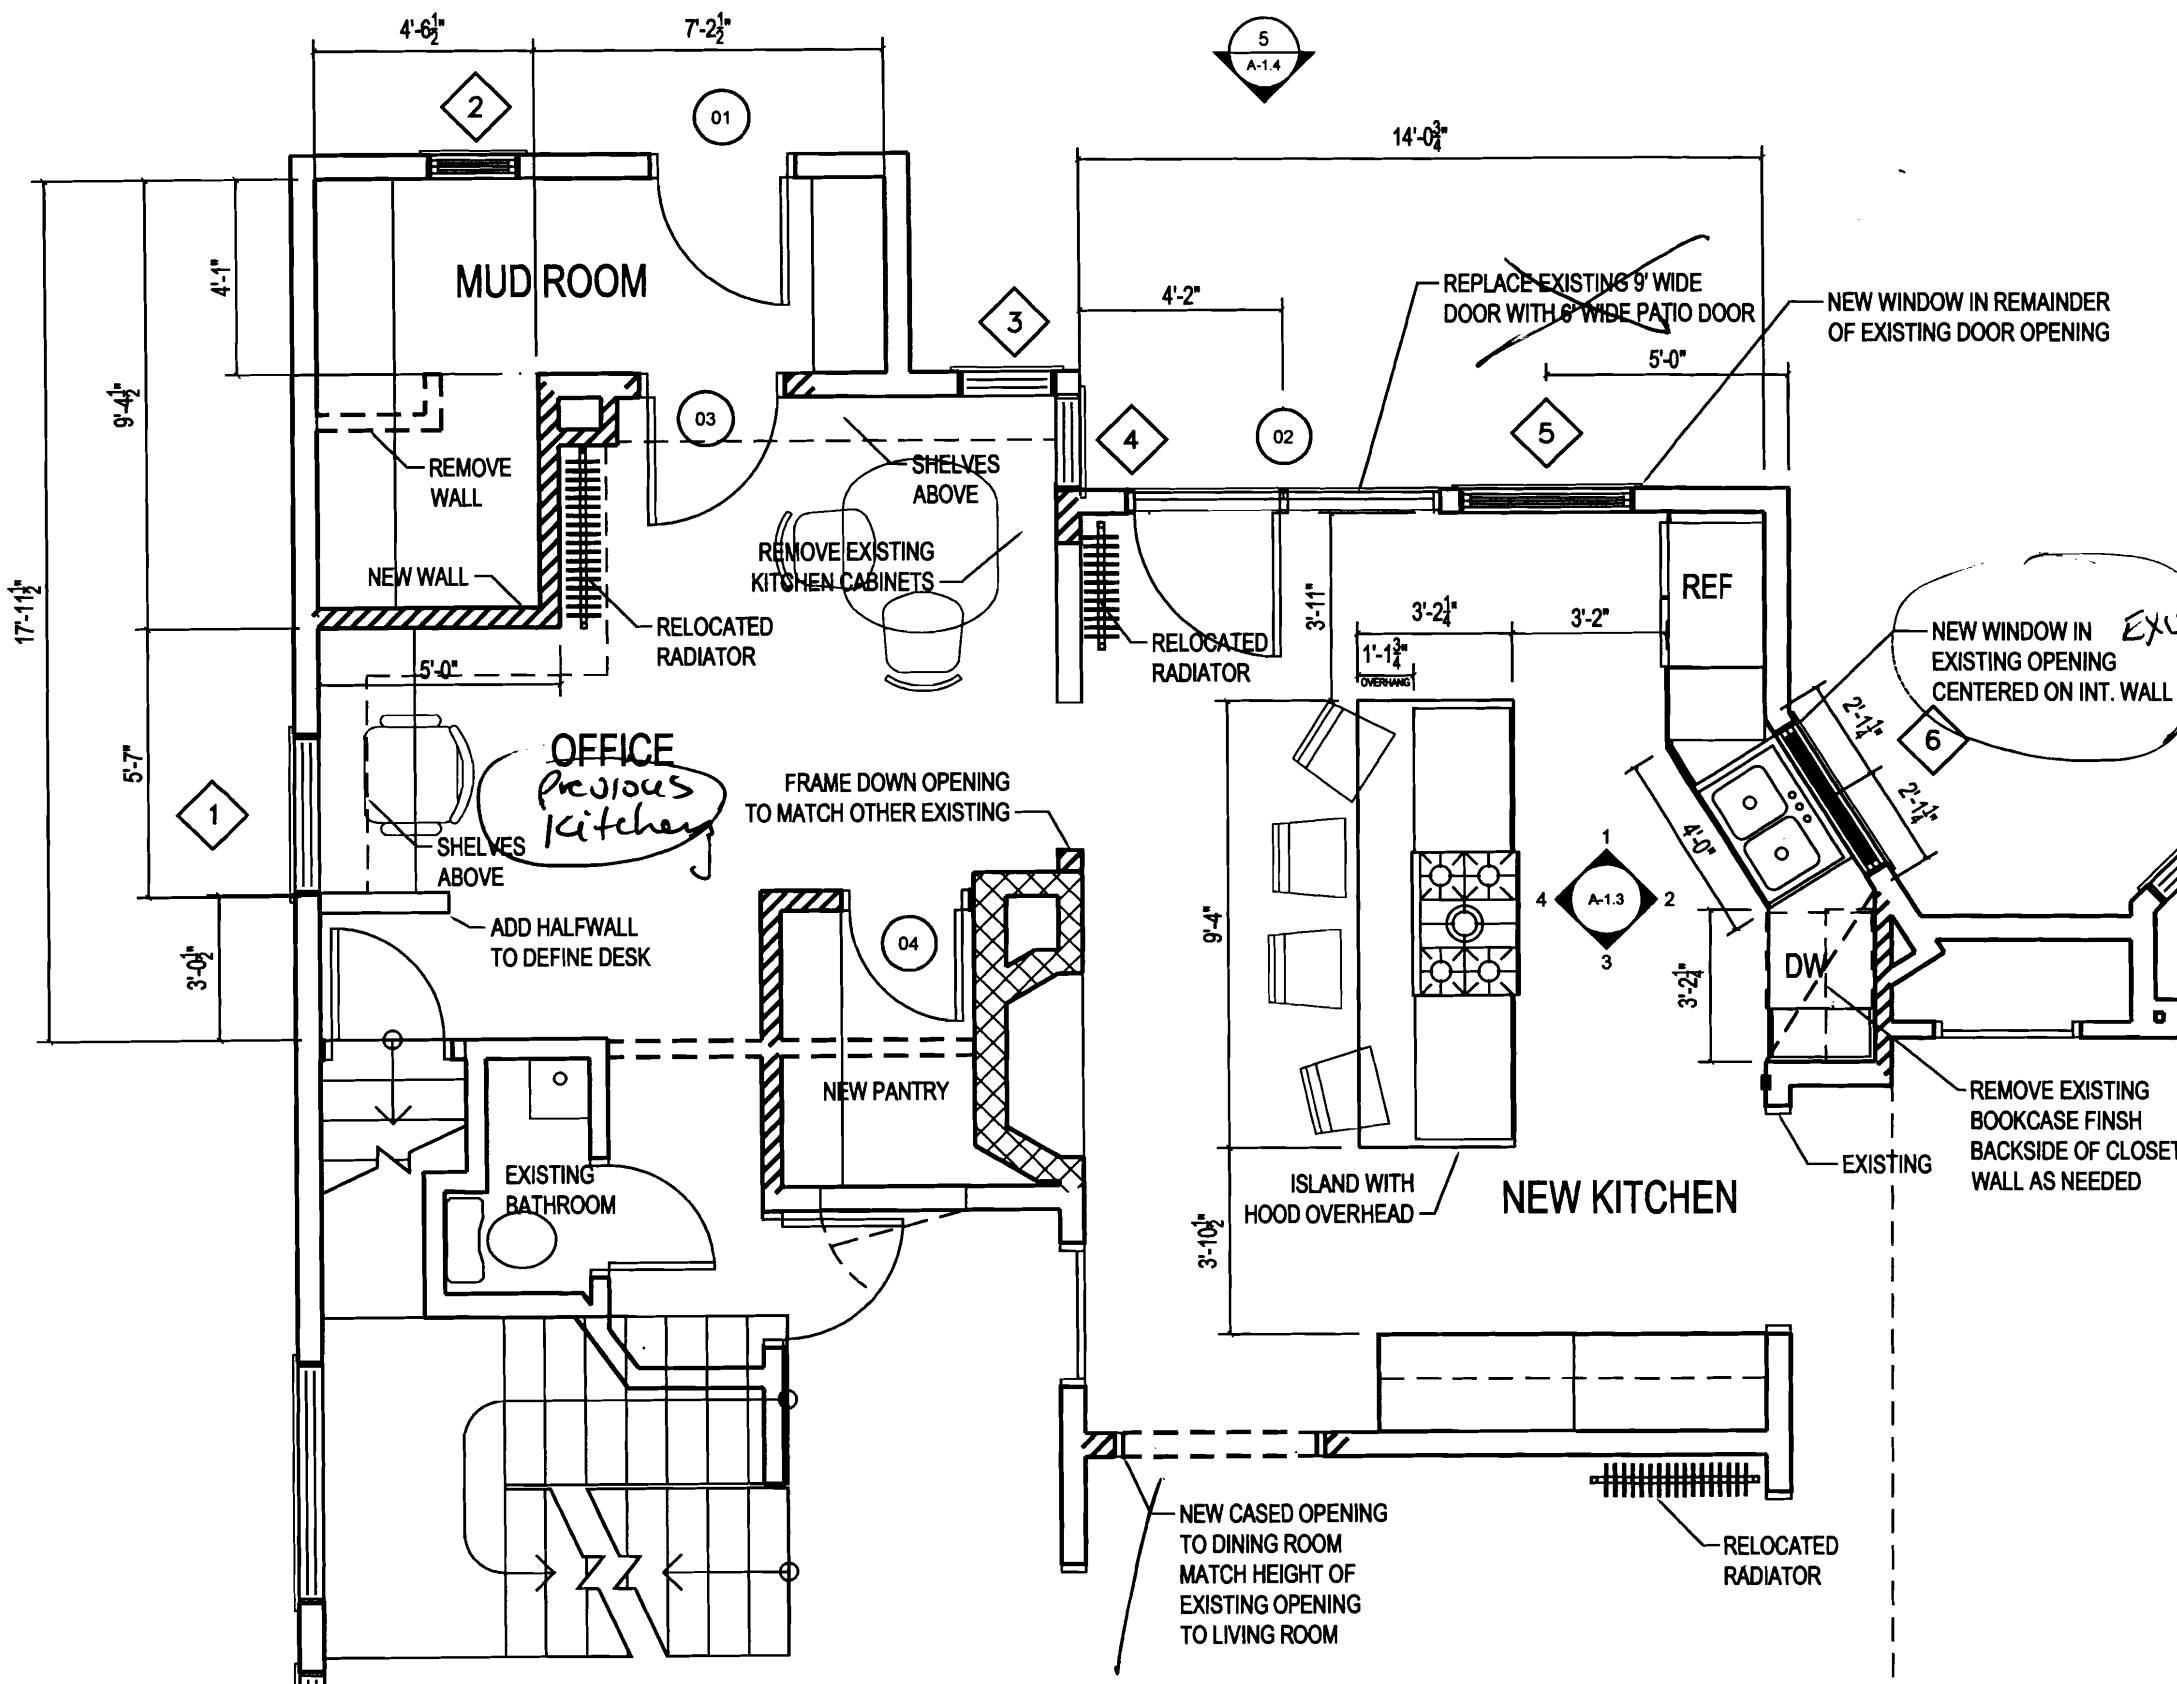 4'-6½"
7'-2½"
5
A-1.4
2
01
14'-0¾"
4'-1"
MUD ROOM
3
4'-2"
REPLACE EXISTING 9' WIDE
DOOR WITH 6' WIDE PATIO DOOR
NEW WINDOW IN REMAINDER
OF EXISTING DOOR OPENING
5'-0"
9'-4½"
03
4
02
5
REMOVE
WALL
SHELVES
ABOVE
17'-11½"
NEW WALL
REMOVE EXISTING
KITCHEN CABINETS
3'-11"
REF
3'-2¼"
3'-2"
RELOCATED
RADIATOR
RELOCATED
RADIATOR
1'-1¾"
OVERHANG
NEW WINDOW IN
EXISTING OPENING
CENTERED ON INT. WALL
5'-0"
2'-1¼"
6
5'-7"
OFFICE
Previous
Kitchen
1
FRAME DOWN OPENING
TO MATCH OTHER EXISTING
2'-1¼"
4'-0"
SHELVES
ABOVE
1
4
A-1.3
2
3
9'-4"
ADD HALFWALL
TO DEFINE DESK
04
3'-0½"
DW
3'-2¼"
NEW PANTRY
REMOVE EXISTING
BOOKCASE FINSH
BACKSIDE OF CLOSET
WALL AS NEEDED
EXISTING
EXISTING
BATHROOM
ISLAND WITH
HOOD OVERHEAD
NEW KITCHEN
3'-10½"
NEW CASED OPENING
TO DINING ROOM
MATCH HEIGHT OF
EXISTING OPENING
TO LIVING ROOM
RELOCATED
RADIATOR